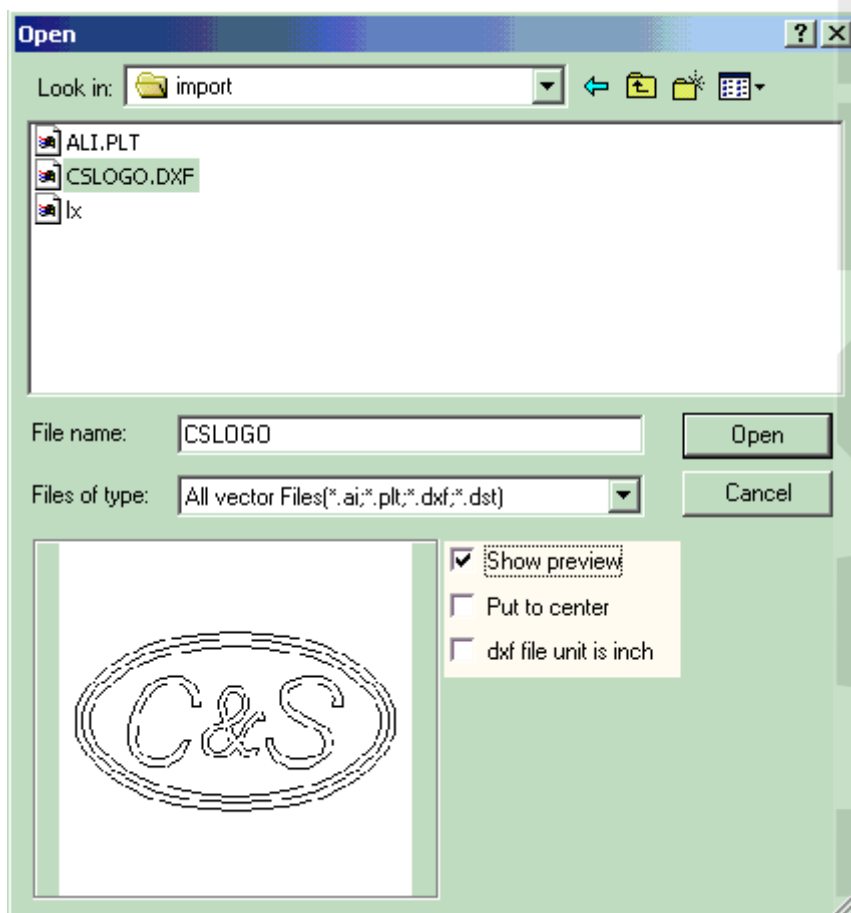 Open
Look in: import
ALI.PLT
CSLOGO.DXF
lx
File name: CSLOGO Open
Files of type: All vector Files(*.ai;*.plt;*.dxf;*.dst) Cancel
Show preview
Put to center
dxf file unit is inch
C&S